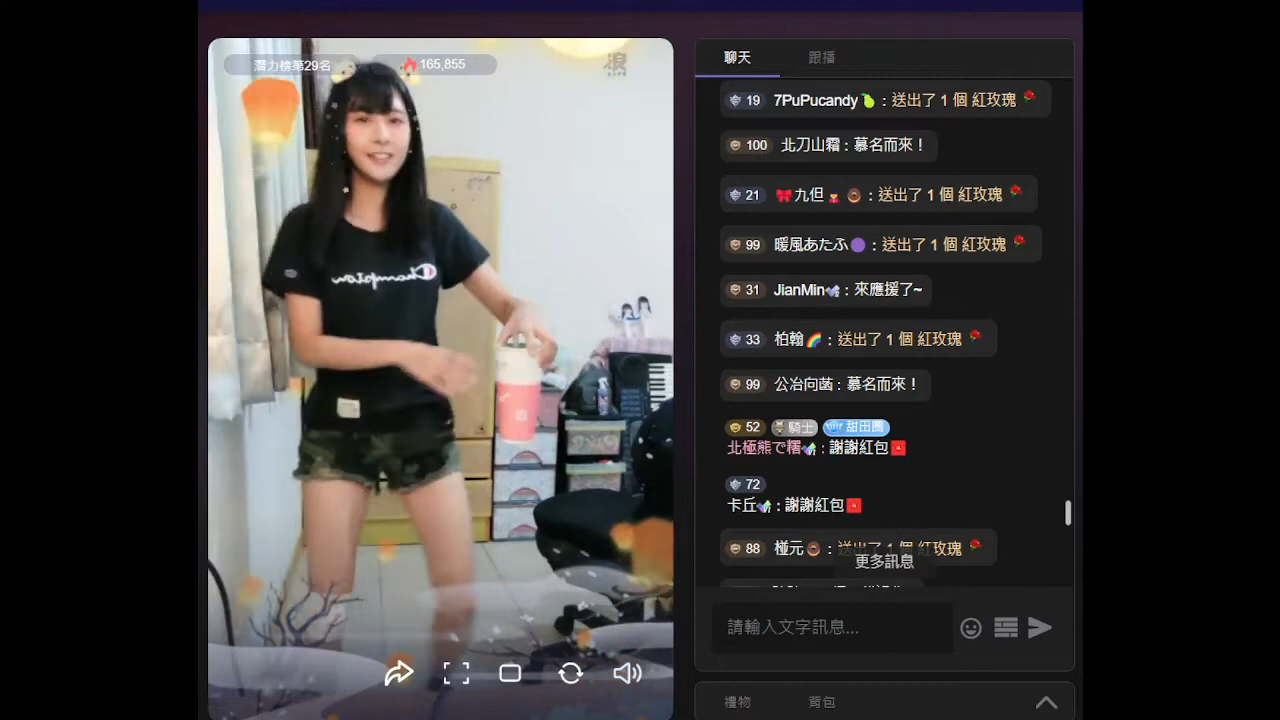 潛力榜第29名
165,855
浪 LIVE
Champion
聊天
跟播
19 7PuPucandy：送出了 1 個 紅玫瑰
100 北刀山霜：慕名而來！
21 九但：送出了 1 個 紅玫瑰
99 暖風あたふ：送出了 1 個 紅玫瑰
31 JianMin：來應援了~
33 柏翰：送出了 1 個 紅玫瑰
99 公冶向菡：慕名而來！
52 騎士 甜田圈
北極熊で糬：謝謝紅包
72
卡丘：謝謝紅包
88 椪元：送出了 1 個 紅玫瑰
更多訊息
請輸入文字訊息...
禮物
背包